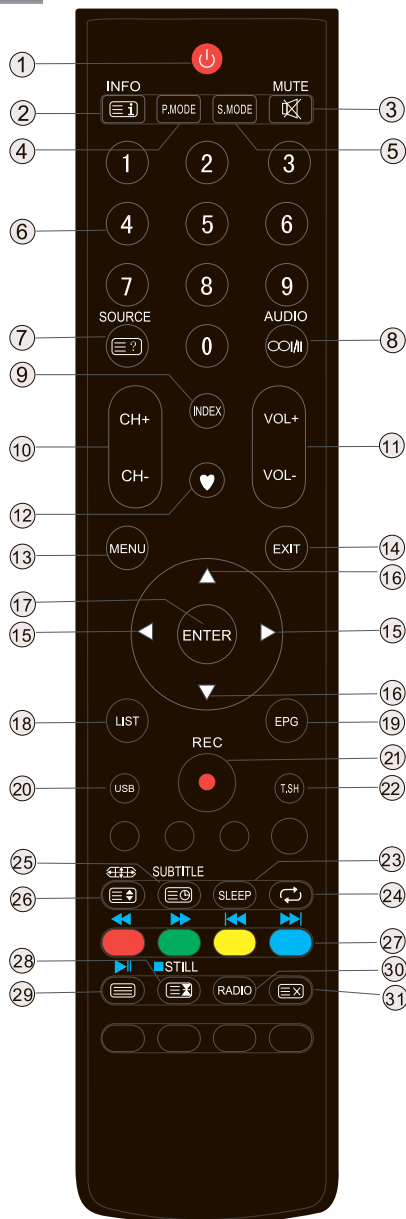 1
INFO MUTE
2 P.MODE S.MODE 3
4 5
1 2 3
6 4 5 6
7 8 9
SOURCE AUDIO
7 ? 0 I/II 8
9 INDEX
10 CH+ VOL+ 11
CH- VOL-
12
13 MENU EXIT 14
16
17
15 ENTER 15
16
18 LIST EPG 19
REC
21
20 USB T.SH 22
25 23
SUBTITLE
26 SLEEP 24
27
28 STILL 30
29 RADIO X 31